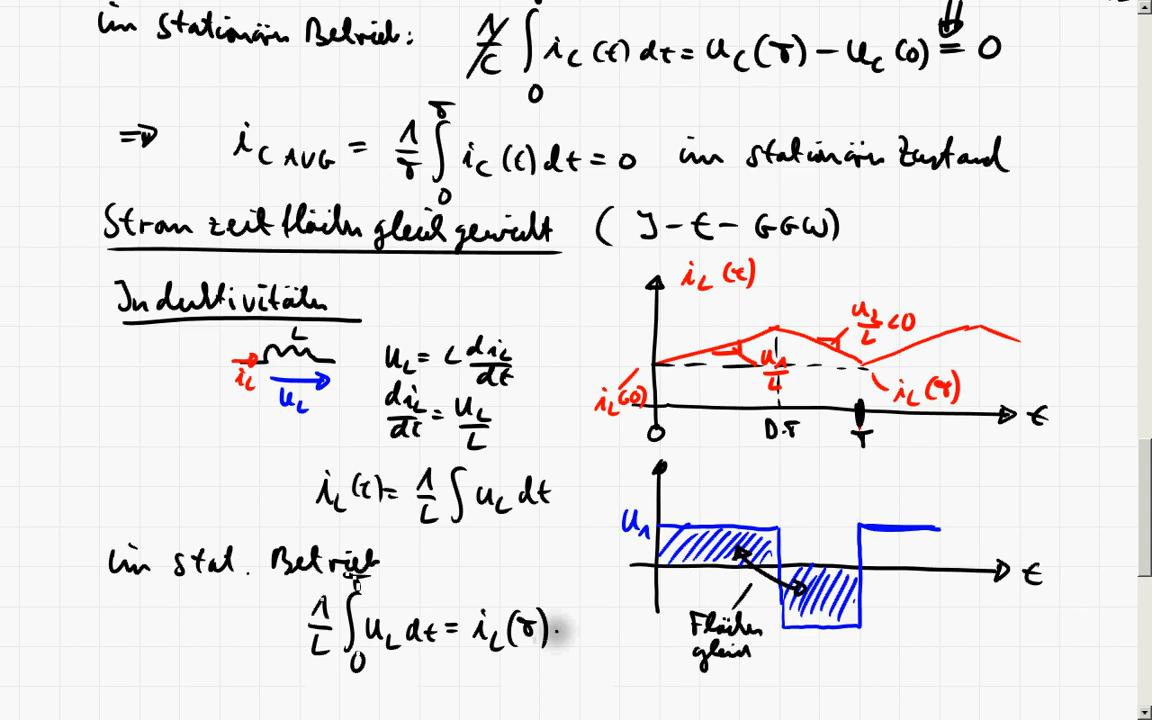 im stationären Betrieb: 1/C ∫₀ i_C(t) dt = u_C(T) − u_C(0) = 0
⇒ i_C AVG = 1/T ∫₀^T i_C(t) dt = 0 im stationären Zustand
Stromzeitflächengleichgewicht (I-t-GGW)
Induktivitäten
L
i_L
u_L
u_L = L di_L/dt
di_L/dt = u_L/L
i_L(t) = 1/L ∫ u_L dt
im stat. Betrieb
1/L ∫₀^T u_L dt = i_L(T)
i_L(t)
u_1/L
u_2/L < 0
i_L(0)
i_L(T)
0
D·T
T
t
U_1
t
Flächen
gleich